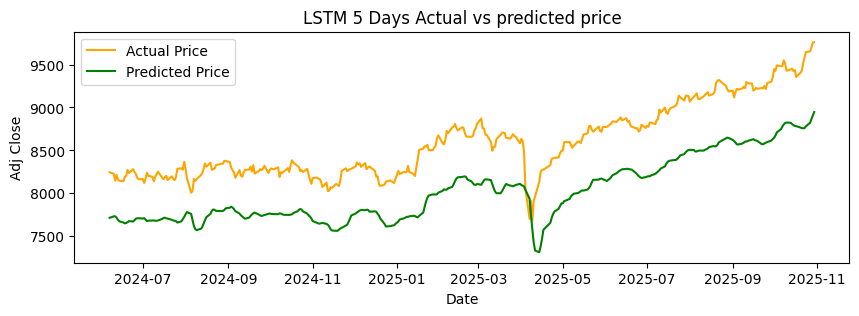 LSTM 5 Days Actual vs predicted price
Actual Price
Predicted Price
Adj Close
9500
9000
8500
8000
7500
2024-07 2024-09 2024-11 2025-01 2025-03 2025-05 2025-07 2025-09 2025-11
Date